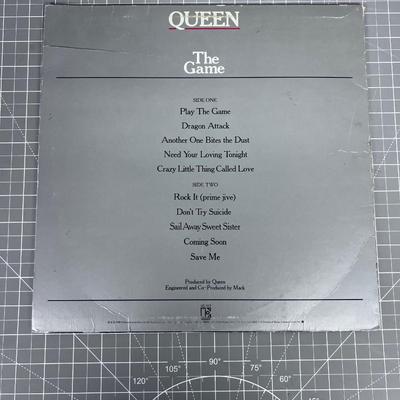 QUEEN
The
Game
SIDE ONE
Play The Game
Dragon Attack
Another One Bites the Dust
Need Your Loving Tonight
Crazy Little Thing Called Love
SIDE TWO
Rock It (prime jive)
Don't Try Suicide
Sail Away Sweet Sister
Coming Soon
Save Me
Produced by Queen
Engineered and Co-Produced by Mack
120°
105°
90°
75°
60°
45°